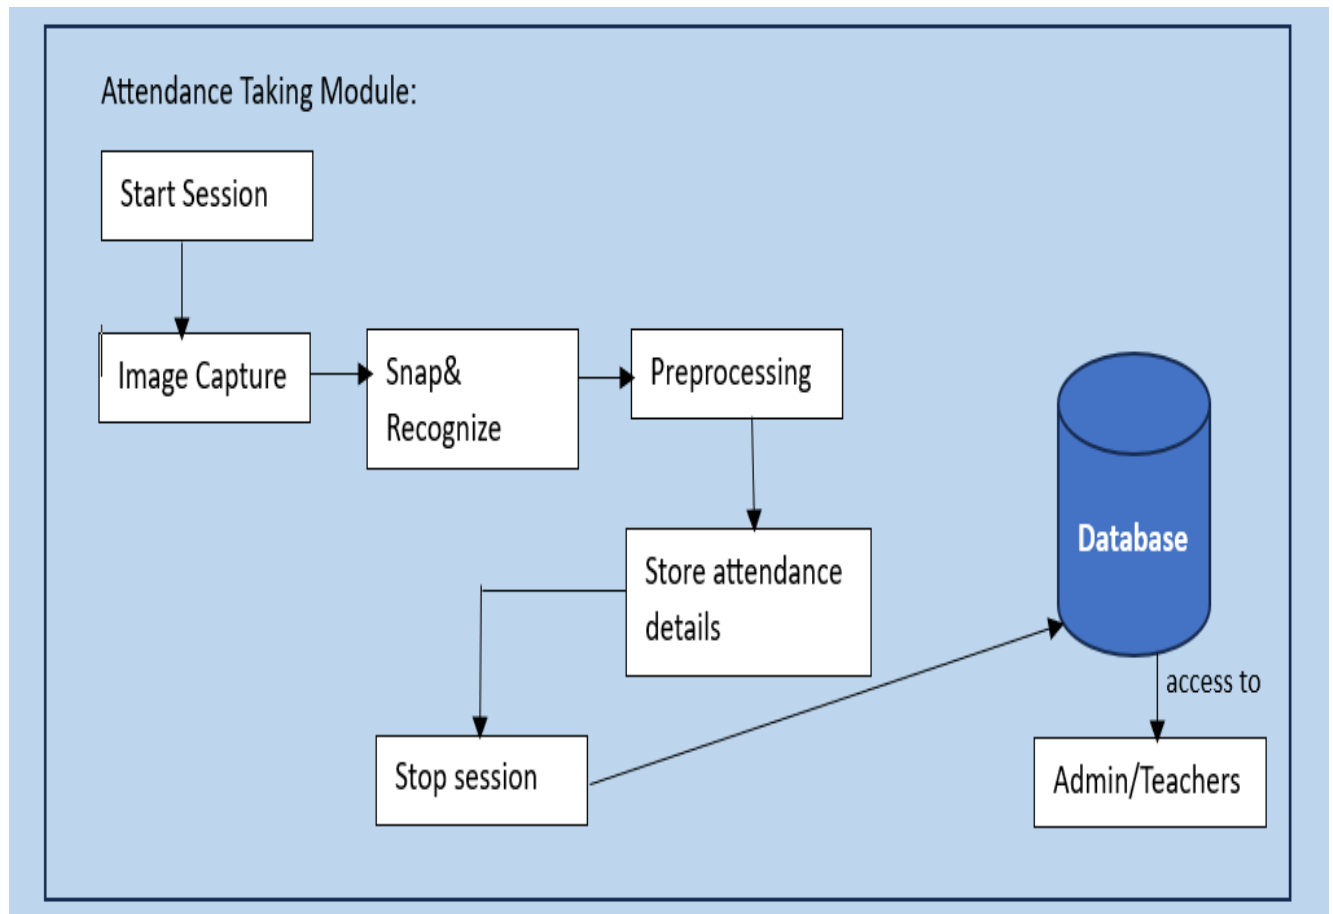 Attendance Taking Module:
Start Session
Image Capture
Snap&
Recognize
Preprocessing
Store attendance
details
Stop session
Database
access to
Admin/Teachers